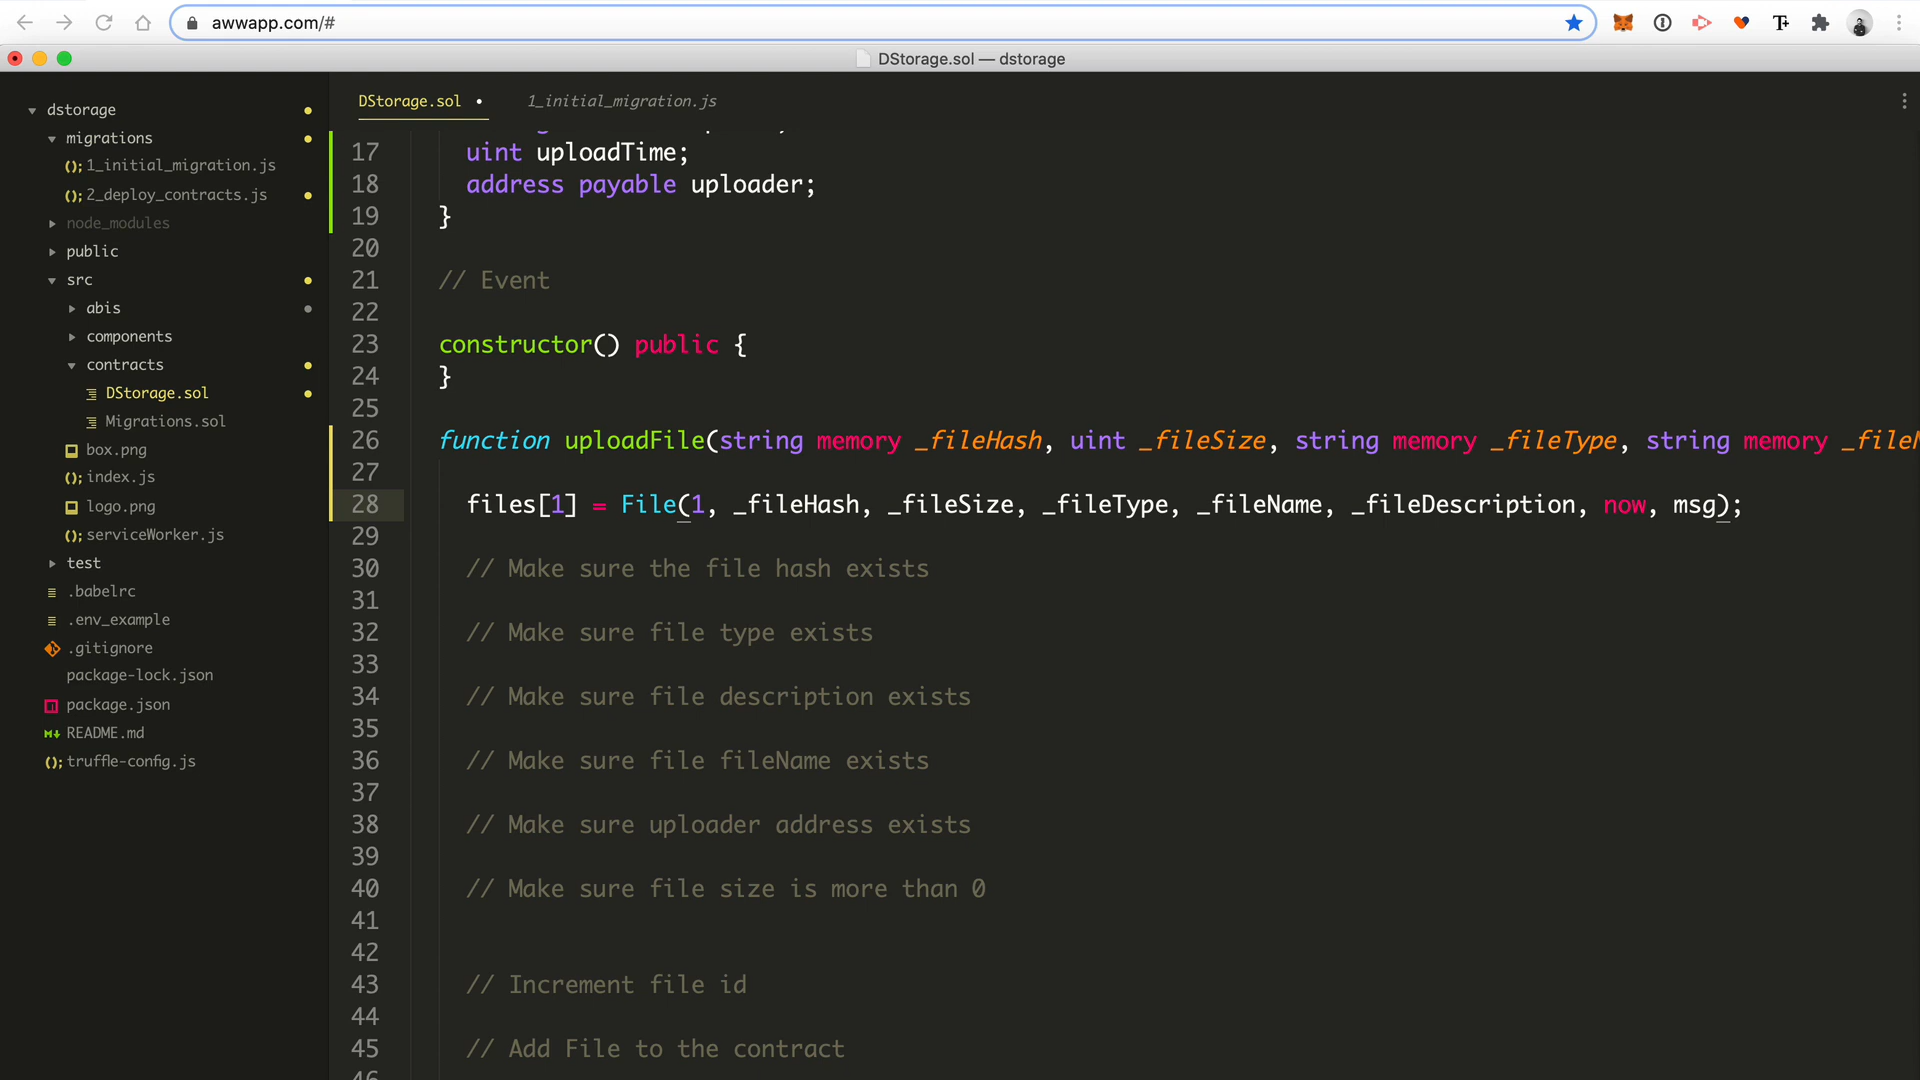 awwapp.com/#
DStorage.sol — dstorage
dstorage
migrations
(); 1_initial_migration.js
(); 2_deploy_contracts.js
node_modules
public
src
abis
components
contracts
DStorage.sol
Migrations.sol
box.png
(); index.js
logo.png
(); serviceWorker.js
test
.babelrc
.env_example
.gitignore
package-lock.json
package.json
README.md
(); truffle-config.js
DStorage.sol • 1_initial_migration.js
17 uint uploadTime;
18 address payable uploader;
19 }
20
21 // Event
22
23 constructor() public {
24 }
25
26 function uploadFile(string memory _fileHash, uint _fileSize, string memory _fileType, string memory _file
27
28 files[1] = File(1, _fileHash, _fileSize, _fileType, _fileName, _fileDescription, now, msg);
29
30 // Make sure the file hash exists
31
32 // Make sure file type exists
33
34 // Make sure file description exists
35
36 // Make sure file fileName exists
37
38 // Make sure uploader address exists
39
40 // Make sure file size is more than 0
41
42
43 // Increment file id
44
45 // Add File to the contract
46